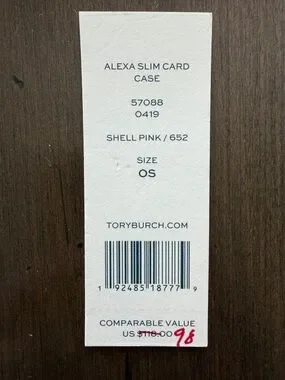 ALEXA SLIM CARD
CASE
57088
0419
SHELL PINK / 652
SIZE
OS
TORYBURCH.COM
1 92485 18777 9
COMPARABLE VALUE
US $118.00 98